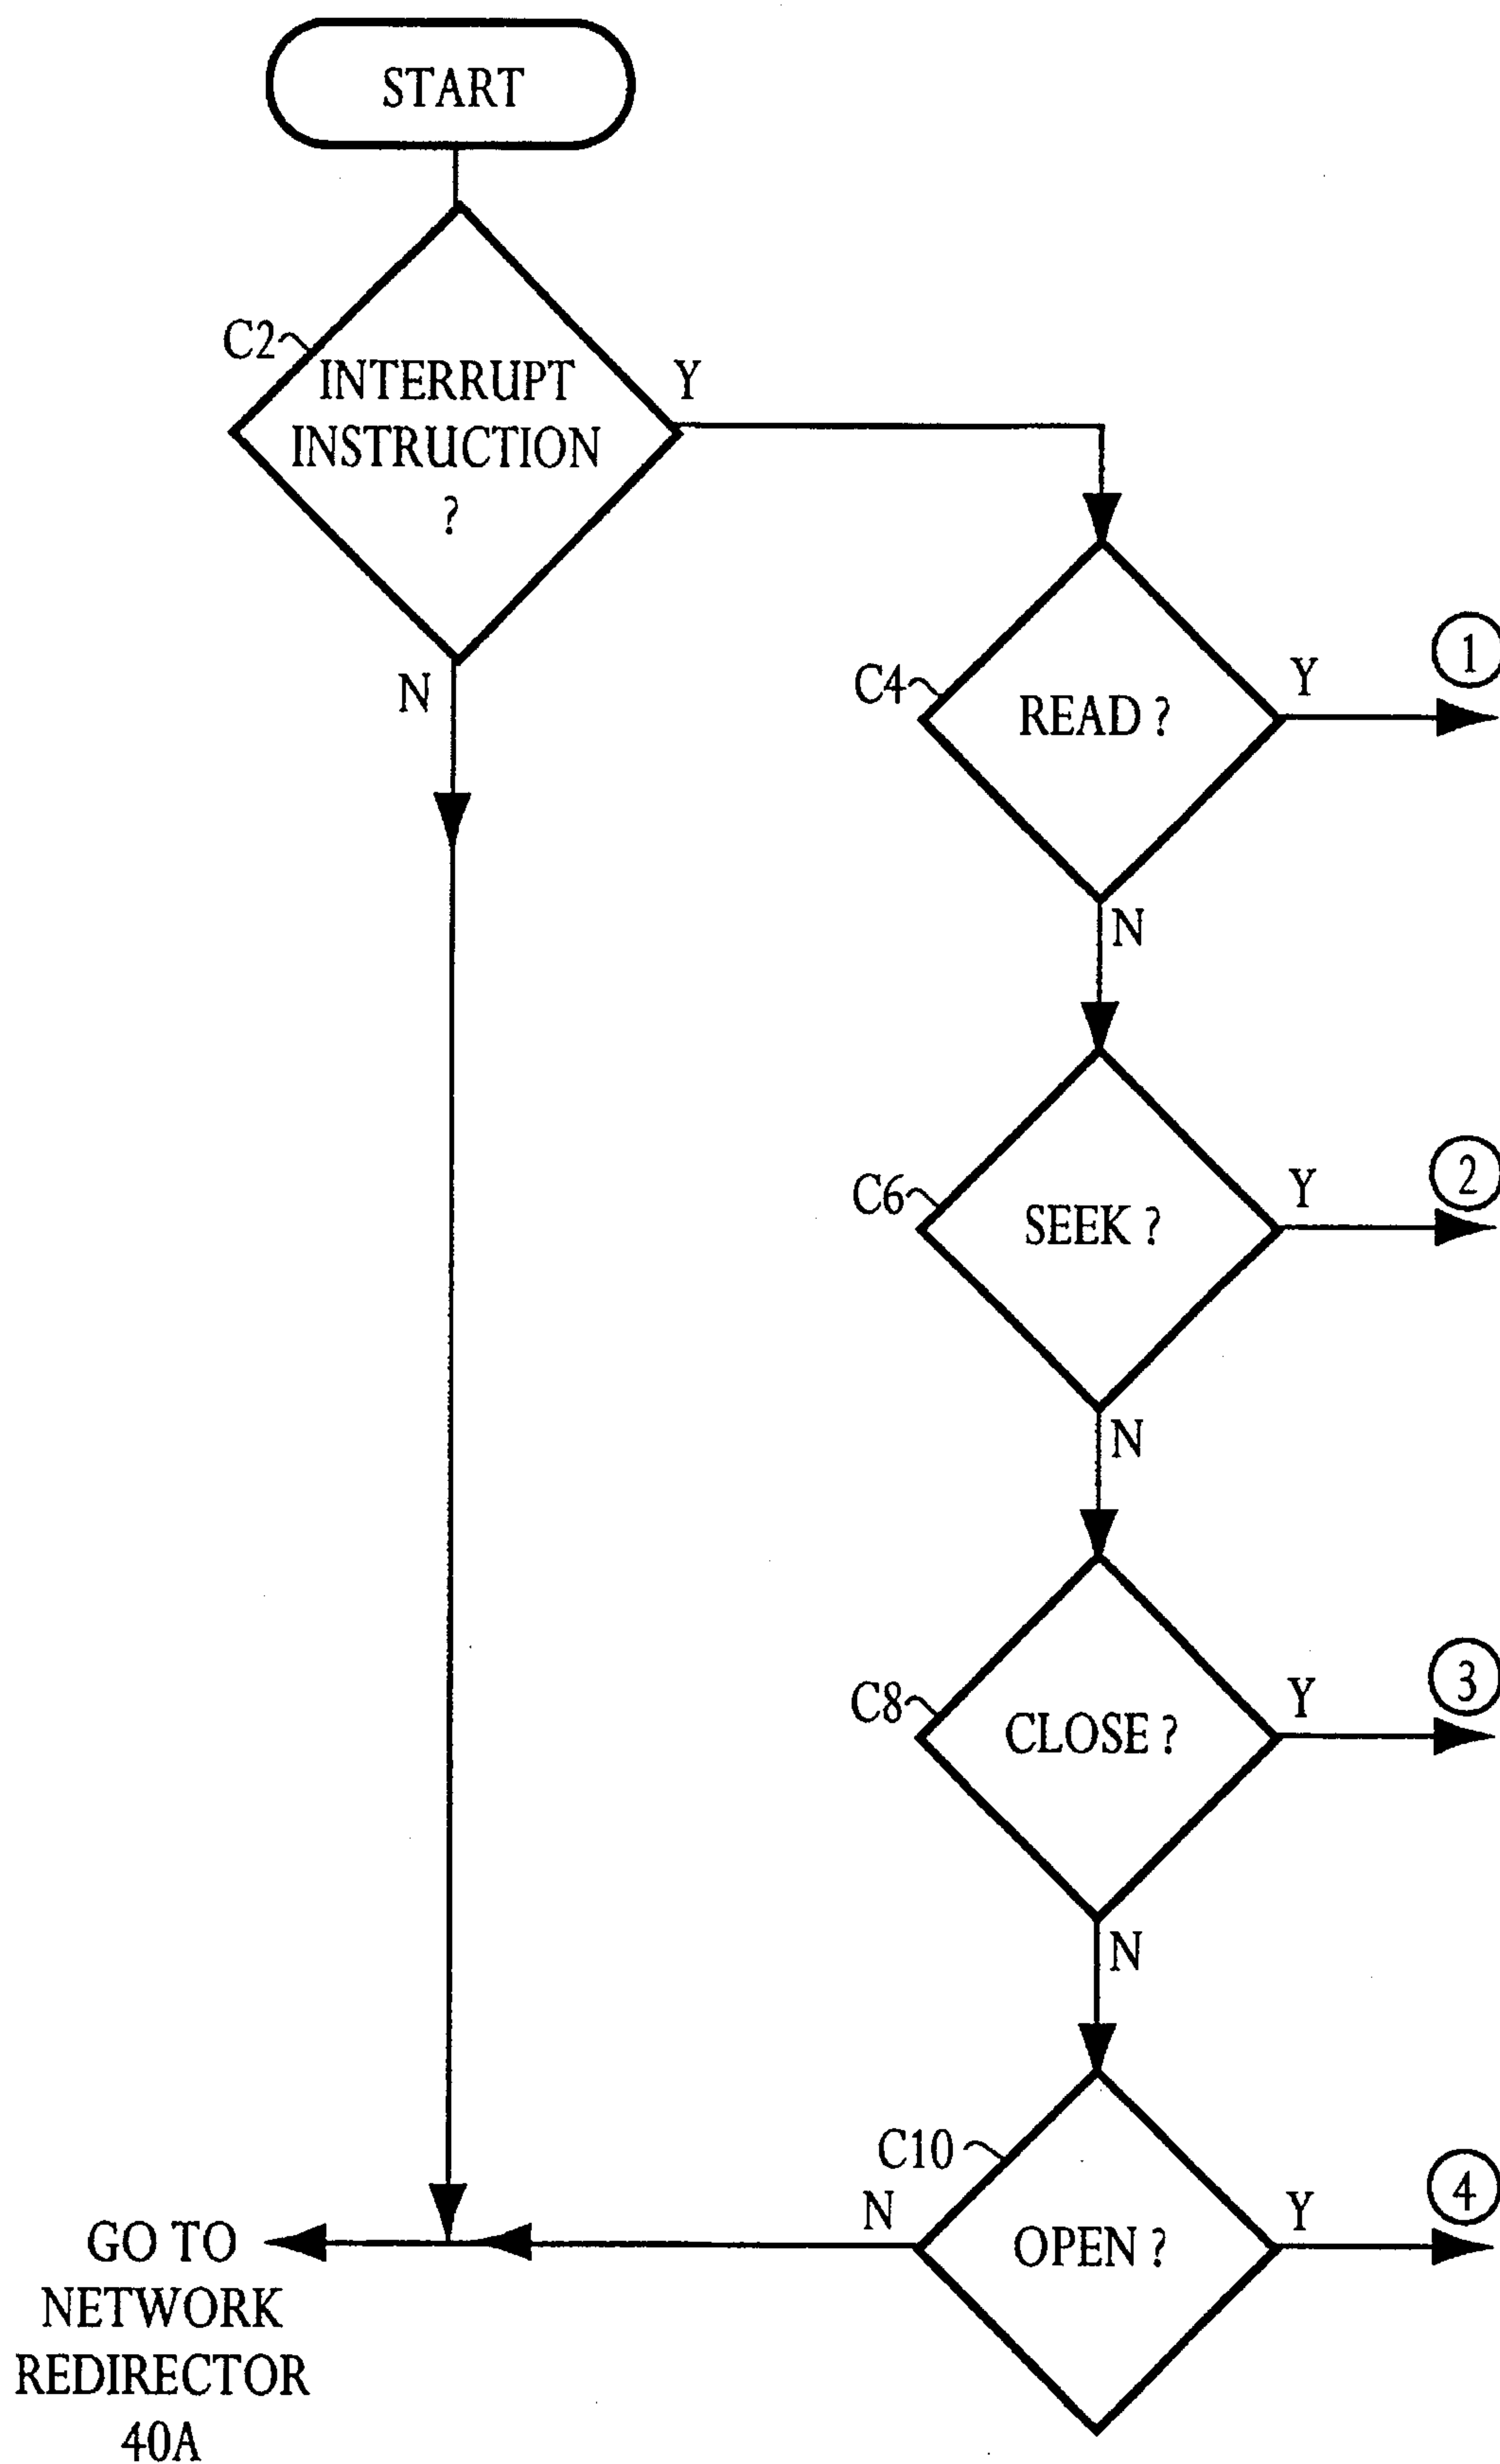 START
C2
INTERRUPT
INSTRUCTION
?
Y
N
C4
READ ?
Y
1
N
C6
SEEK ?
Y
2
N
C8
CLOSE ?
Y
3
N
C10
OPEN ?
N
Y
4
GO TO
NETWORK
REDIRECTOR
40A